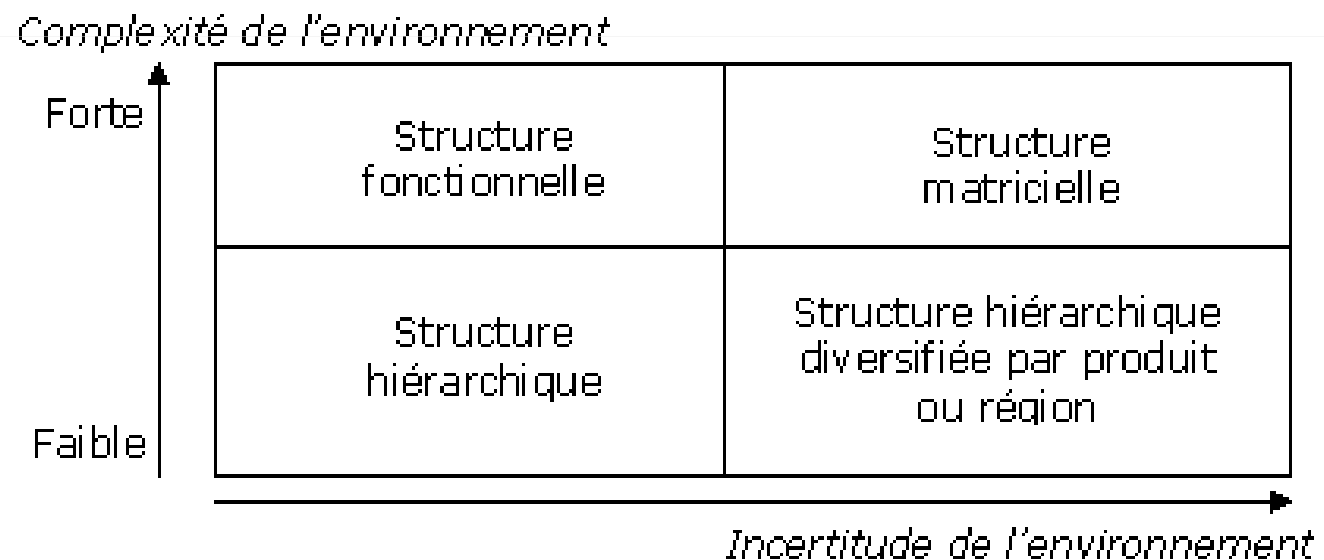 Complexité de l'environnement
Forte
Structure
fonctionnelle
Structure
matricielle
Structure
hiérarchique
Structure hiérarchique
diversifiée par produit
ou région
Faible
Incertitude de l'environnement